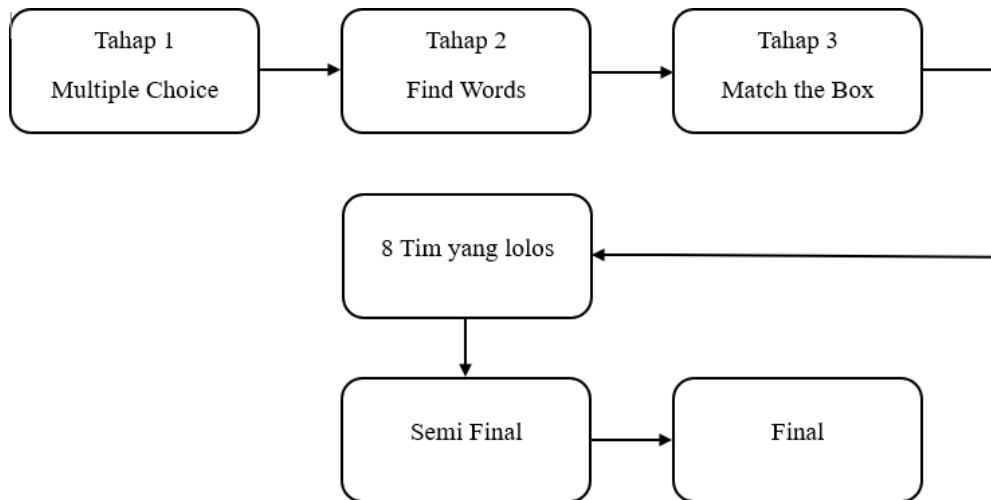 Tahap 1
Multiple Choice
Tahap 2
Find Words
Tahap 3
Match the Box
8 Tim yang lolos
Semi Final
Final